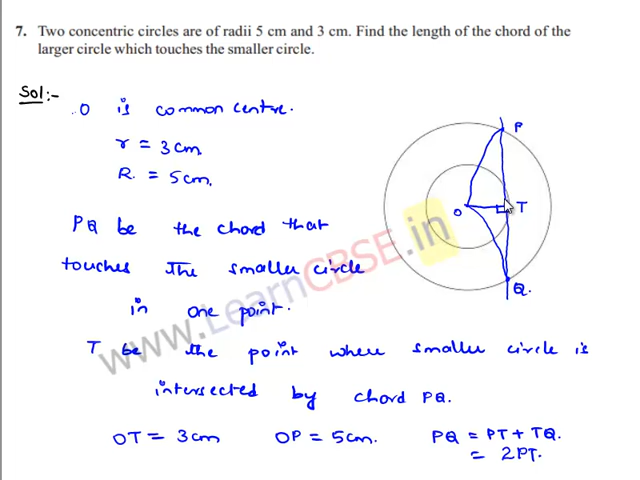 7. Two concentric circles are of radii 5 cm and 3 cm. Find the length of the chord of the
larger circle which touches the smaller circle.
Sol:-
O is common centre.
r = 3cm
R. = 5cm.
PQ be the chord that
touches the smaller circle
in one point.
T be the point where smaller circle is
intersected by chord PQ.
OT = 3cm OP = 5cm. PQ = PT + TQ.
= 2PT.
P
O
T
Q.
www.LearnCBSE.in